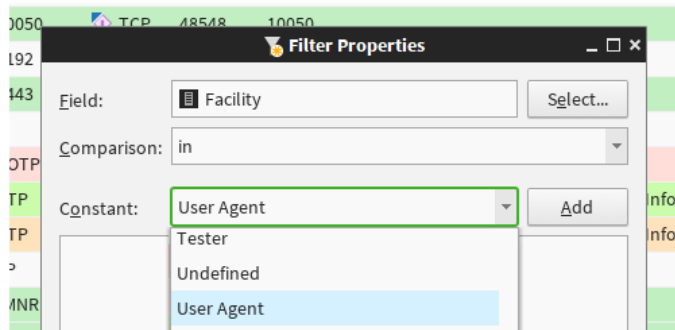 0050 TCP 48548 10050
Filter Properties
192
443
Field: Facility Select...
Comparison: in
OTP
TP Info
Constant: User Agent Add
TP Info
Tester
P
Undefined
MNR
User Agent